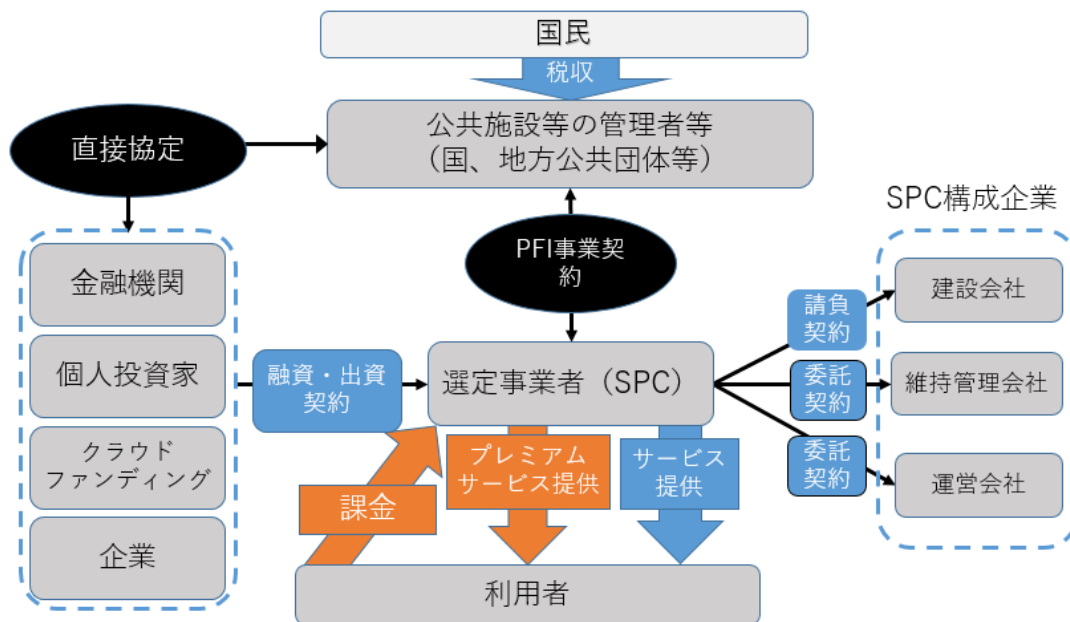 国民
税収
公共施設等の管理者等
（国、地方公共団体等）
直接協定
PFI事業契
約
SPC構成企業
金融機関
個人投資家
クラウド
ファンディング
企業
融資・出資
契約
選定事業者（SPC）
請負
契約
委託
契約
委託
契約
建設会社
維持管理会社
運営会社
課金
プレミアム
サービス提供
サービス
提供
利用者